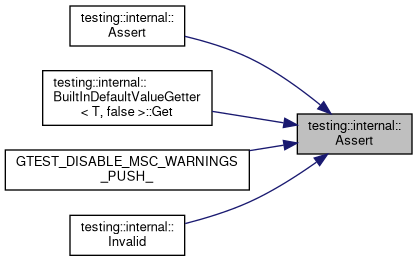 testing::internal::
Assert
testing::internal::
BuiltInDefaultValueGetter
< T, false >::Get
testing::internal::
Assert
GTEST_DISABLE_MSC_WARNINGS
_PUSH_
testing::internal::
Invalid